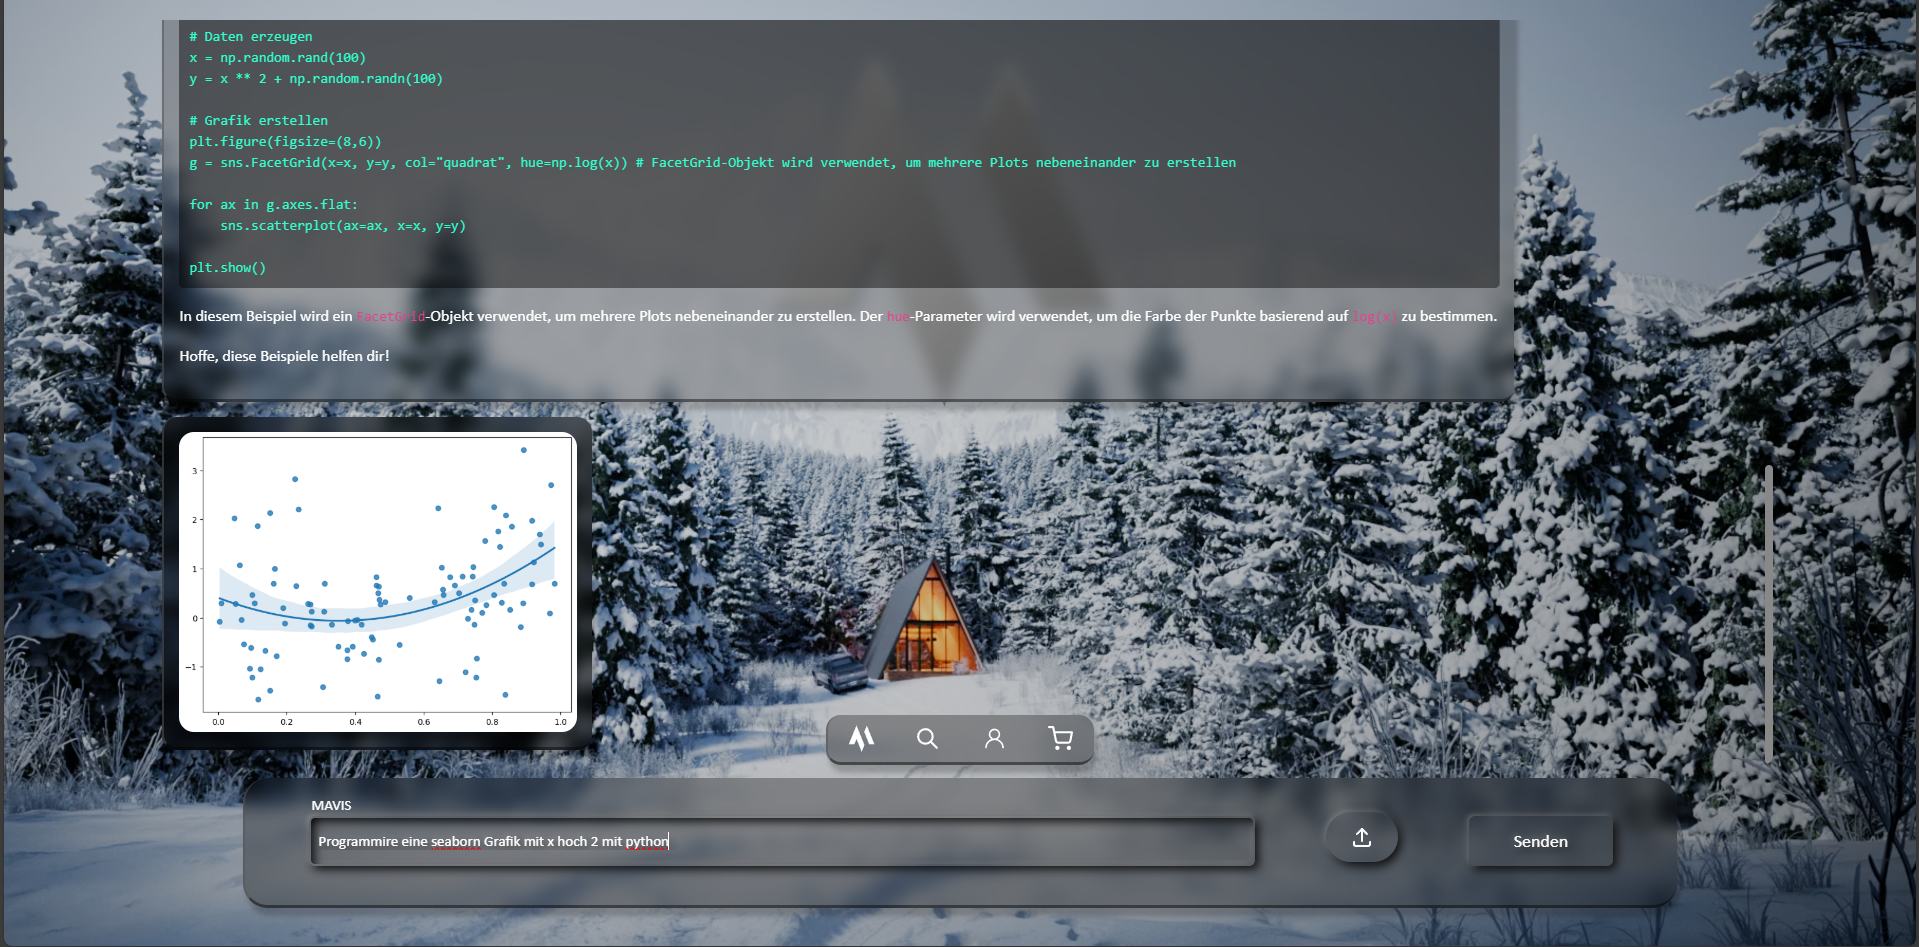 # Daten erzeugen
x = np.random.rand(100)
y = x ** 2 + np.random.randn(100)
# Grafik erstellen
plt.figure(figsize=(8,6))
g = sns.FacetGrid(x=x, y=y, col="quadrat", hue=np.log(x)) # FacetGrid-Objekt wird verwendet, um mehrere Plots nebeneinander zu erstellen
for ax in g.axes.flat:
    sns.scatterplot(ax=ax, x=x, y=y)
plt.show()
In diesem Beispiel wird ein FacetGrid-Objekt verwendet, um mehrere Plots nebeneinander zu erstellen. Der hue-Parameter wird verwendet, um die Farbe der Punkte basierend auf log(x) zu bestimmen.
Hoffe, diese Beispiele helfen dir!
3
2
1
0
−1
0.0 0.2 0.4 0.6 0.8 1.0
MAVIS
Programmire eine seaborn Grafik mit x hoch 2 mit python
Senden